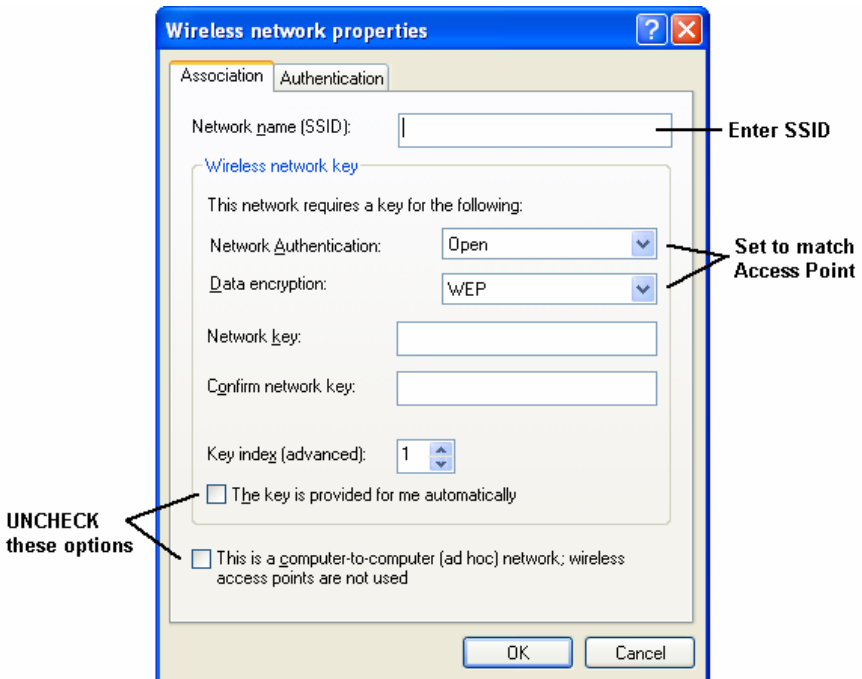 Wireless network properties
Association
Authentication
Network name (SSID):
Enter SSID
Wireless network key
This network requires a key for the following:
Network Authentication:
Open
Set to match
Access Point
Data encryption:
WEP
Network key:
Confirm network key:
Key index (advanced):
1
The key is provided for me automatically
UNCHECK
these options
This is a computer-to-computer (ad hoc) network; wireless
access points are not used
OK
Cancel